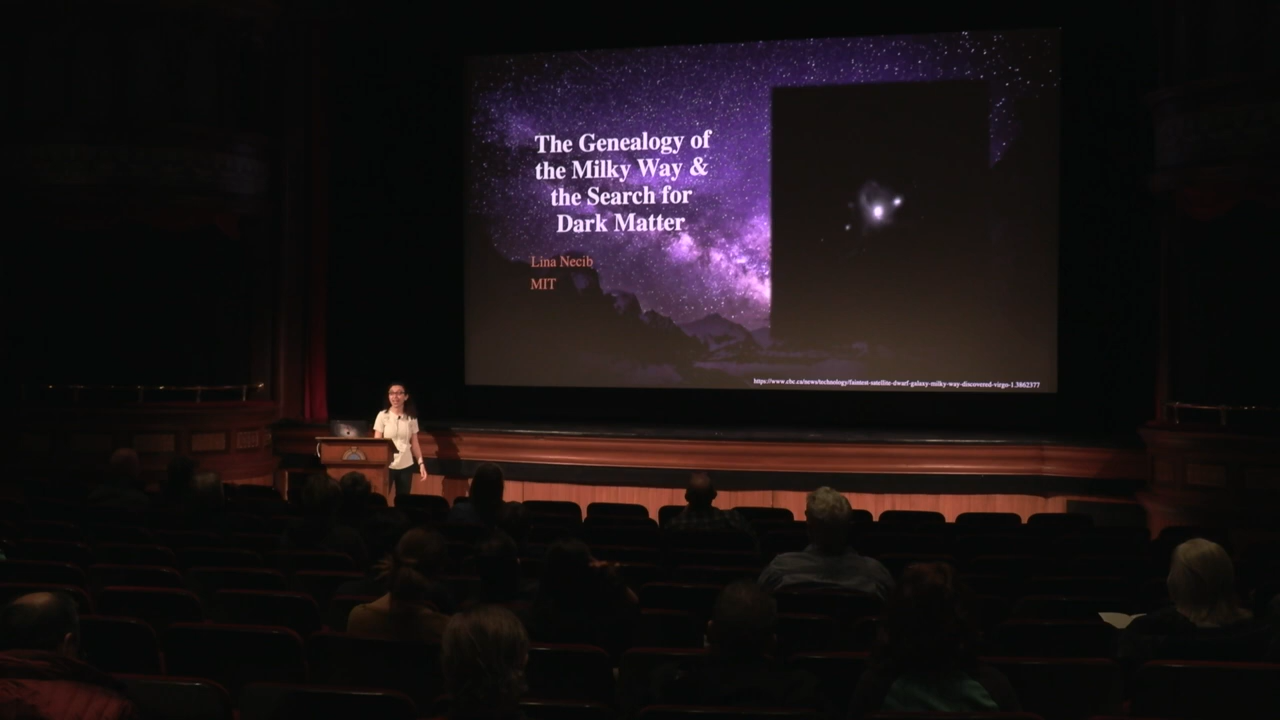 The Genealogy of
the Milky Way &
the Search for
Dark Matter
Lina Necib
MIT
https://www.cbc.ca/news/technology/faintest-satellite-dwarf-galaxy-milky-way-discovered-virgo-1.3862377